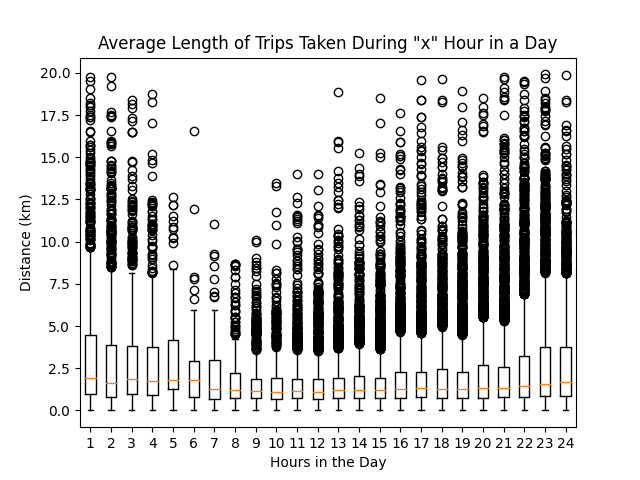 Average Length of Trips Taken During "x" Hour in a Day
Distance (km)
20.0
17.5
15.0
12.5
10.0
7.5
5.0
2.5
0.0
1 2 3 4 5 6 7 8 9 10 11 12 13 14 15 16 17 18 19 20 21 22 23 24
Hours in the Day